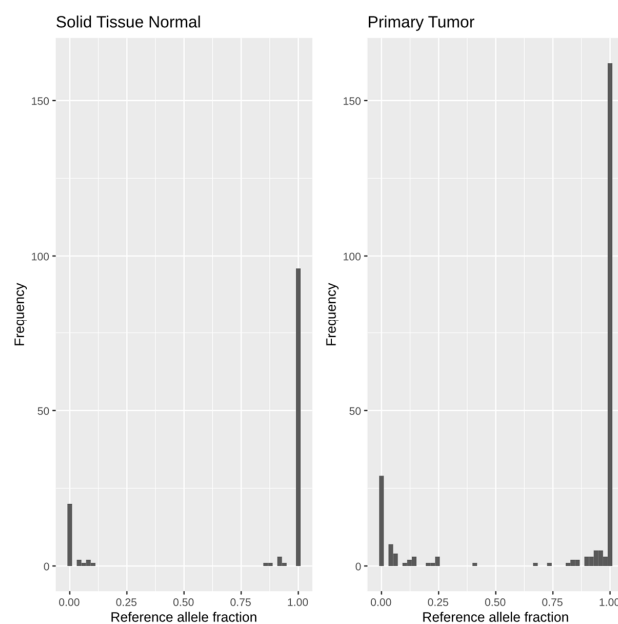 Solid Tissue Normal
Primary Tumor
Frequency
150
100
50
0
0.00 0.25 0.50 0.75 1.00
Reference allele fraction
Frequency
150
100
50
0
0.00 0.25 0.50 0.75 1.00
Reference allele fraction